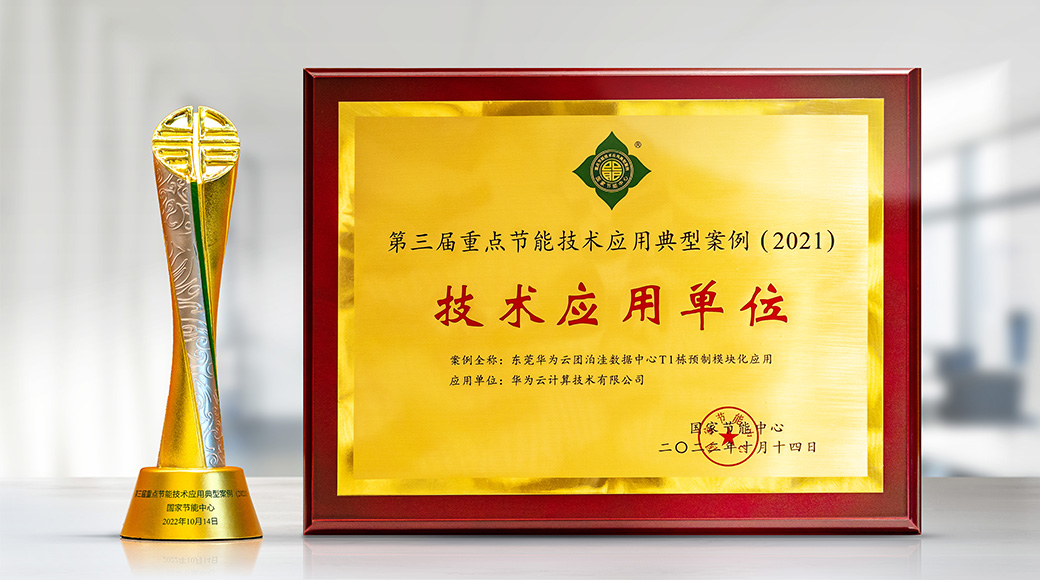 ®
国家节能中心
第三届重点节能技术应用典型案例（2021）
技术应用单位
案例全称：东莞华为云团泊洼数据中心T1栋预制模块化应用
应用单位：华为云计算技术有限公司
国家节能中心
二〇二二年十月十四日
第三届重点节能技术应用典型案例（202
国家节能中心
2022年10月14日